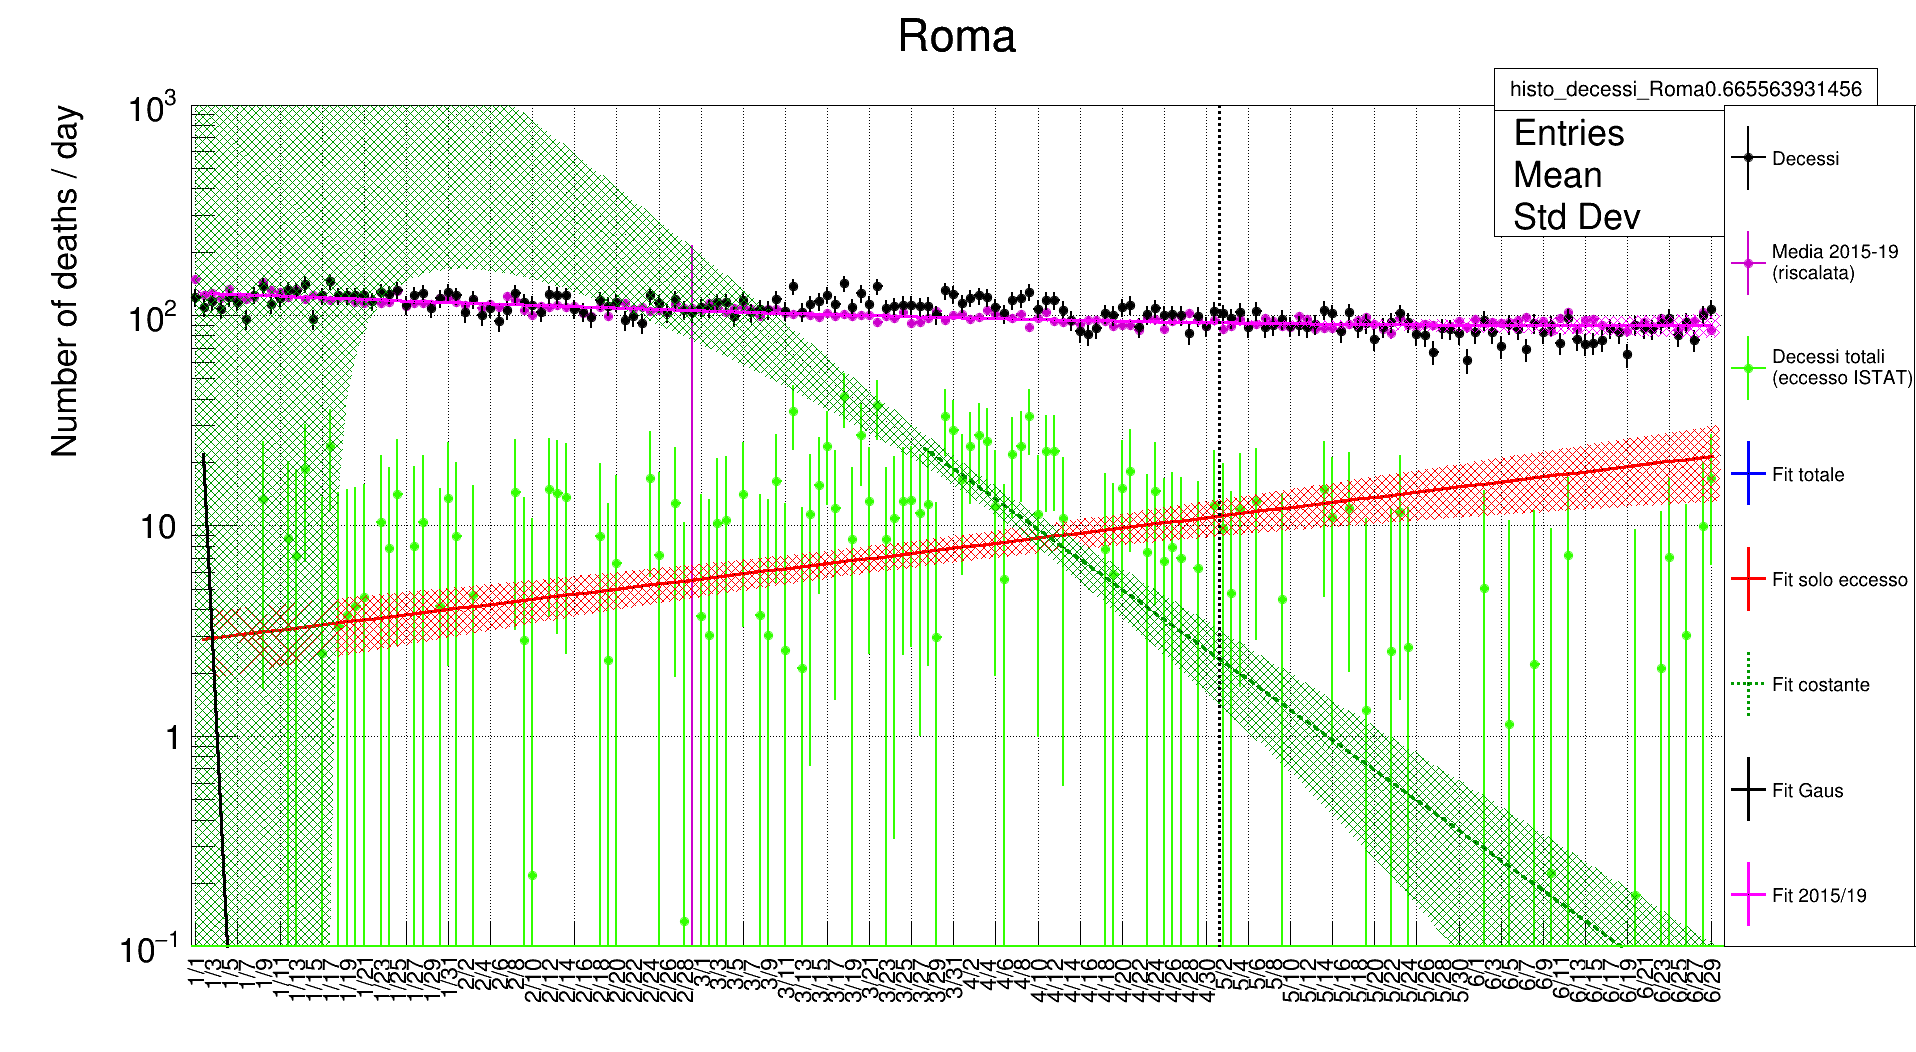 Roma
histo_decessi_Roma0.665563931456
Entries
Mean
Std Dev
Number of deaths / day
10³
10²
10
1
10⁻¹
Decessi
Media 2015-19
(riscalata)
Decessi totali
(eccesso ISTAT)
Fit totale
Fit solo eccesso
Fit costante
Fit Gaus
Fit 2015/19
1/1 1/3 1/5 1/7 1/9 1/11 1/13 1/15 1/17 1/19 1/21 1/23 1/25 1/27 1/29 1/31 2/2 2/4 2/6 2/8 2/10 2/12 2/14 2/16 2/18 2/20 2/22 2/24 2/26 2/28 3/1 3/3 3/5 3/7 3/9 3/11 3/13 3/15 3/17 3/19 3/21 3/23 3/25 3/27 3/29 3/31 4/2 4/4 4/6 4/8 4/10 4/12 4/14 4/16 4/18 4/20 4/22 4/24 4/26 4/28 4/30 5/2 5/4 5/6 5/8 5/10 5/12 5/14 5/16 5/18 5/20 5/22 5/24 5/26 5/28 5/30 6/1 6/3 6/5 6/7 6/9 6/11 6/13 6/15 6/17 6/19 6/21 6/23 6/25 6/27 6/29